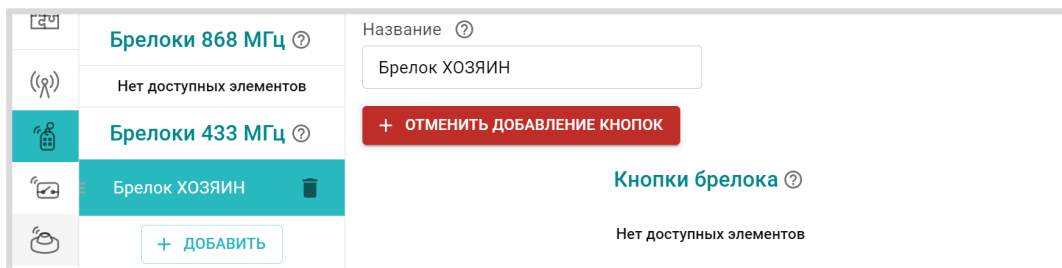 Брелоки 868 МГц ?
Нет доступных элементов
Брелоки 433 МГц ?
Брелок ХОЗЯИН
+ ДОБАВИТЬ
Название ?
Брелок ХОЗЯИН
+ ОТМЕНИТЬ ДОБАВЛЕНИЕ КНОПОК
Кнопки брелока ?
Нет доступных элементов